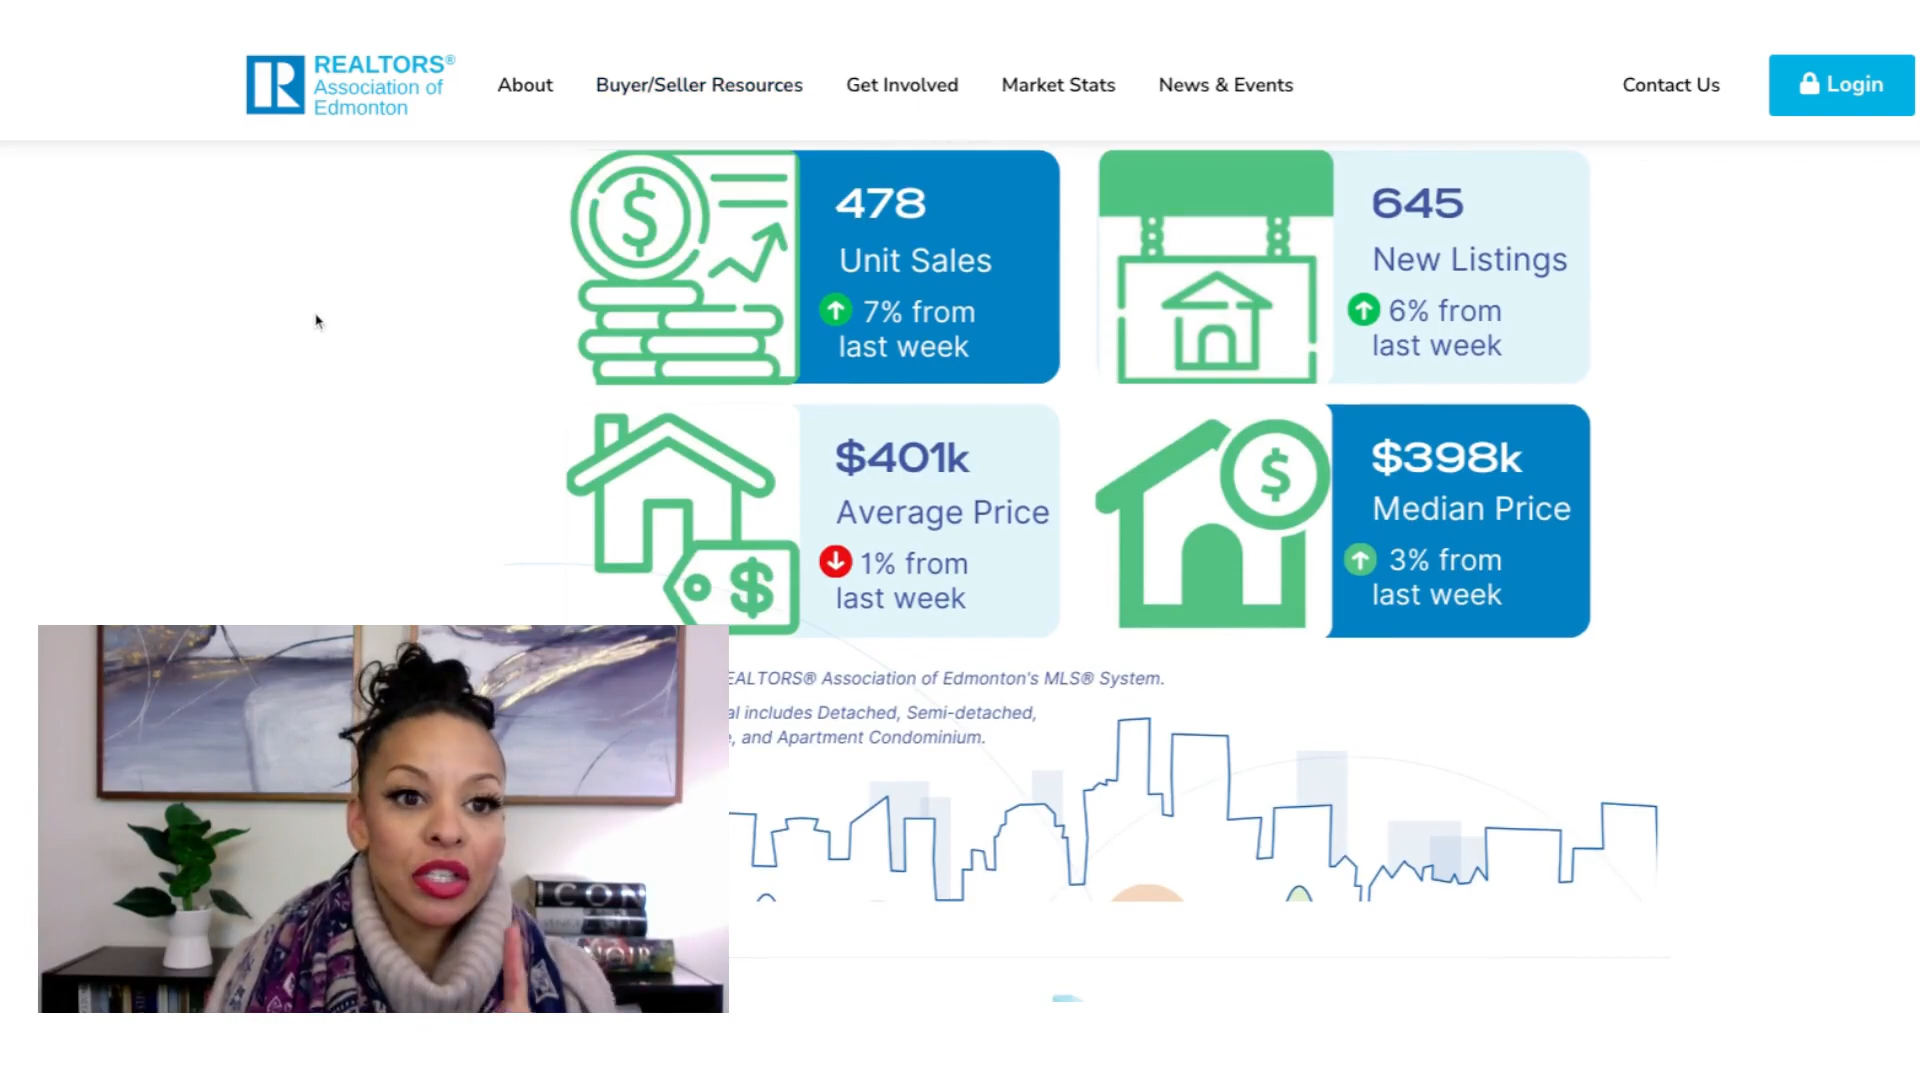 REALTORS®
Association of
Edmonton
About
Buyer/Seller Resources
Get Involved
Market Stats
News & Events
Contact Us
Login
478
Unit Sales
7% from
last week
645
New Listings
6% from
last week
$401k
Average Price
1% from
last week
$398k
Median Price
3% from
last week
EALTORS® Association of Edmonton's MLS® System.
al includes Detached, Semi-detached,
, and Apartment Condominium.
ICON
NOIR